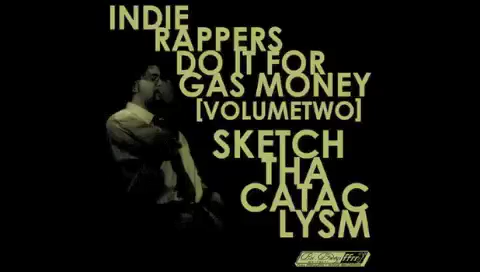 INDIE
RAPPERS
DO IT FOR
GAS MONEY
[VOLUMETWO]
SKETCH
THA
CATAC
LYSM